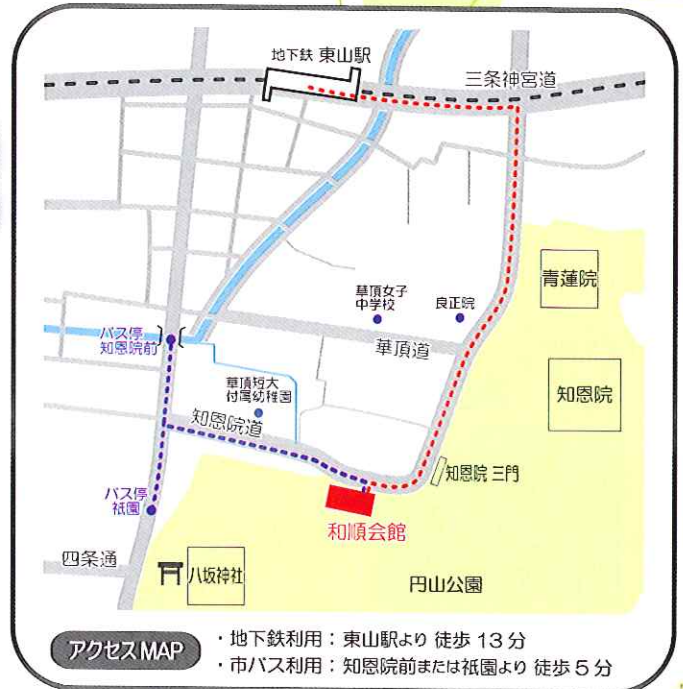 地下鉄 東山駅
三条神宮道
青蓮院
華頂女子
中学校
良正院
バス停
知恩院前
華頂道
知恩院
華頂短大
付属幼稚園
知恩院道
知恩院 三門
バス停
祇園
和順会館
四条通
八坂神社
円山公園
アクセスMAP
・地下鉄利用：東山駅より 徒歩 13 分
・市バス利用：知恩院前または祇園より 徒歩 5 分